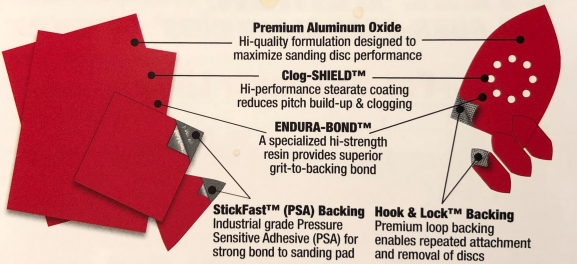 Premium Aluminum Oxide
Hi-quality formulation designed to
maximize sanding disc performance
Clog-SHIELD™
Hi-performance stearate coating
reduces pitch build-up & clogging
ENDURA-BOND™
A specialized hi-strength
resin provides superior
grit-to-backing bond
StickFast™ (PSA) Backing
Industrial grade Pressure
Sensitive Adhesive (PSA) for
strong bond to sanding pad
Hook & Lock™ Backing
Premium loop backing
enables repeated attachment
and removal of discs